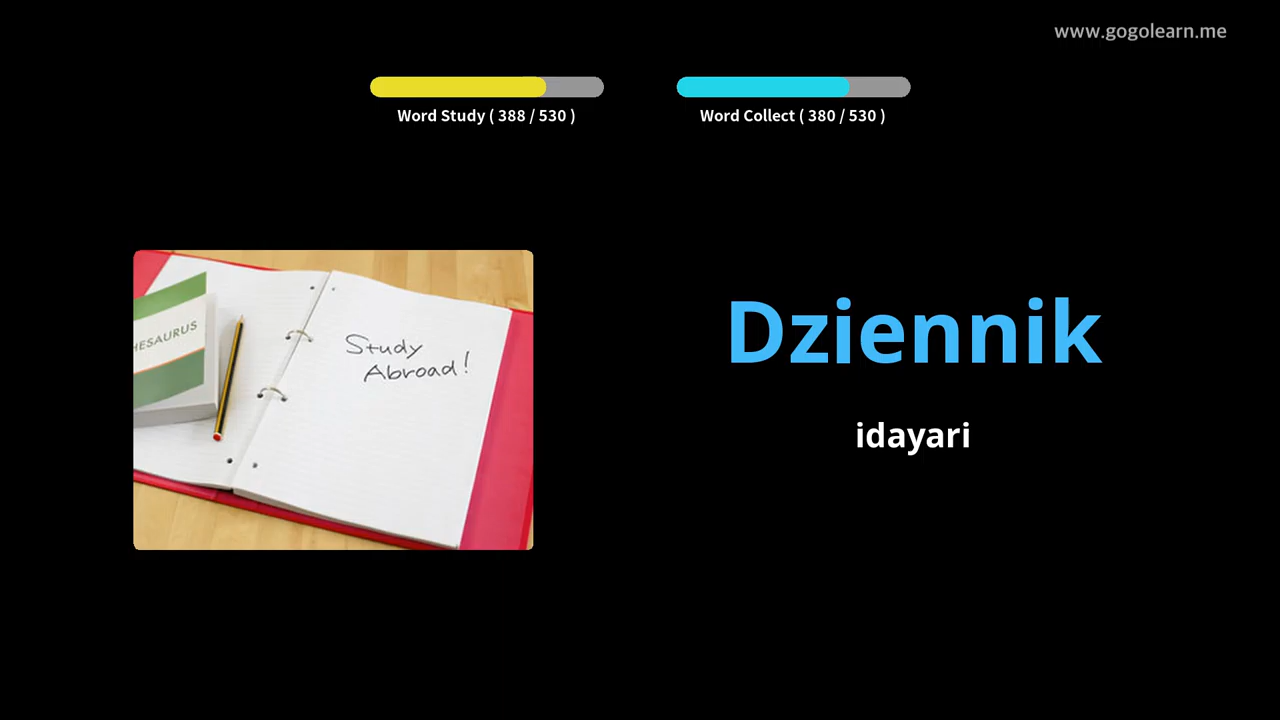 www.gogolearn.me
Word Study ( 388 / 530 )
Word Collect ( 380 / 530 )
HESAURUS
Study
Abroad!
Dziennik
idayari